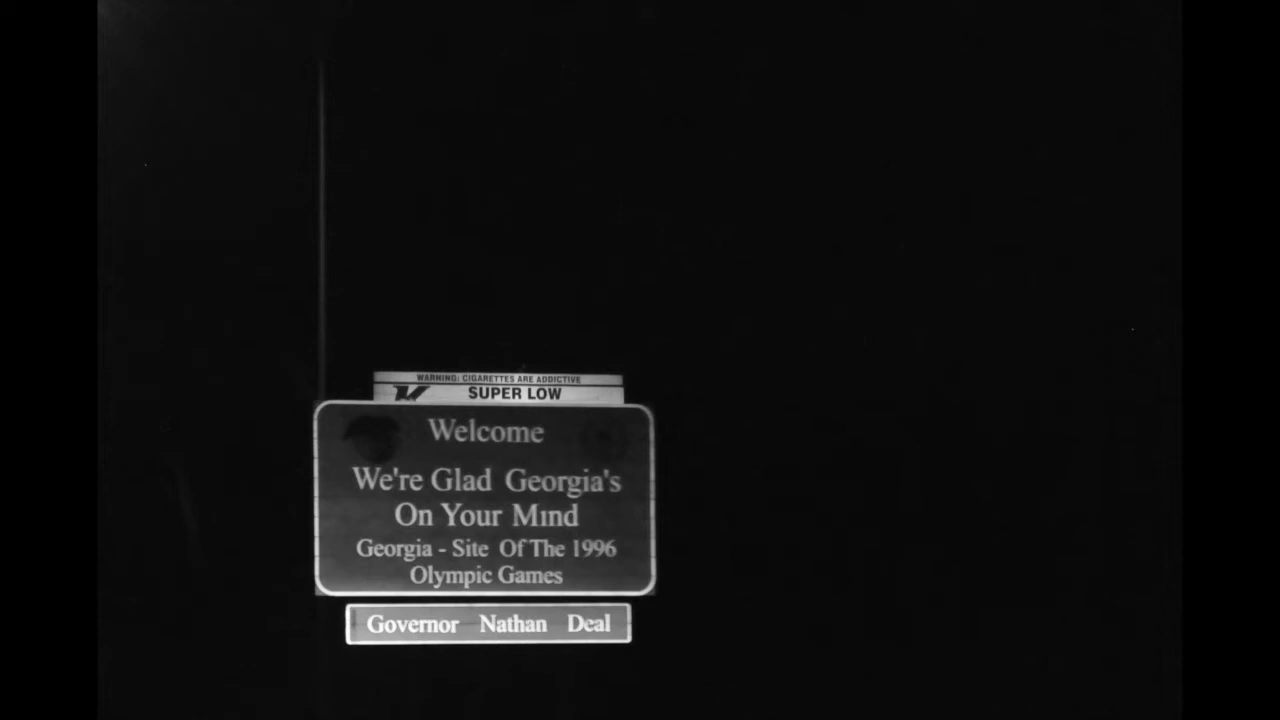 WARNING: CIGARETTES ARE ADDICTIVE
SUPER LOW
Welcome
We're Glad Georgia's
On Your Mind
Georgia - Site Of The 1996
Olympic Games
Governor Nathan Deal